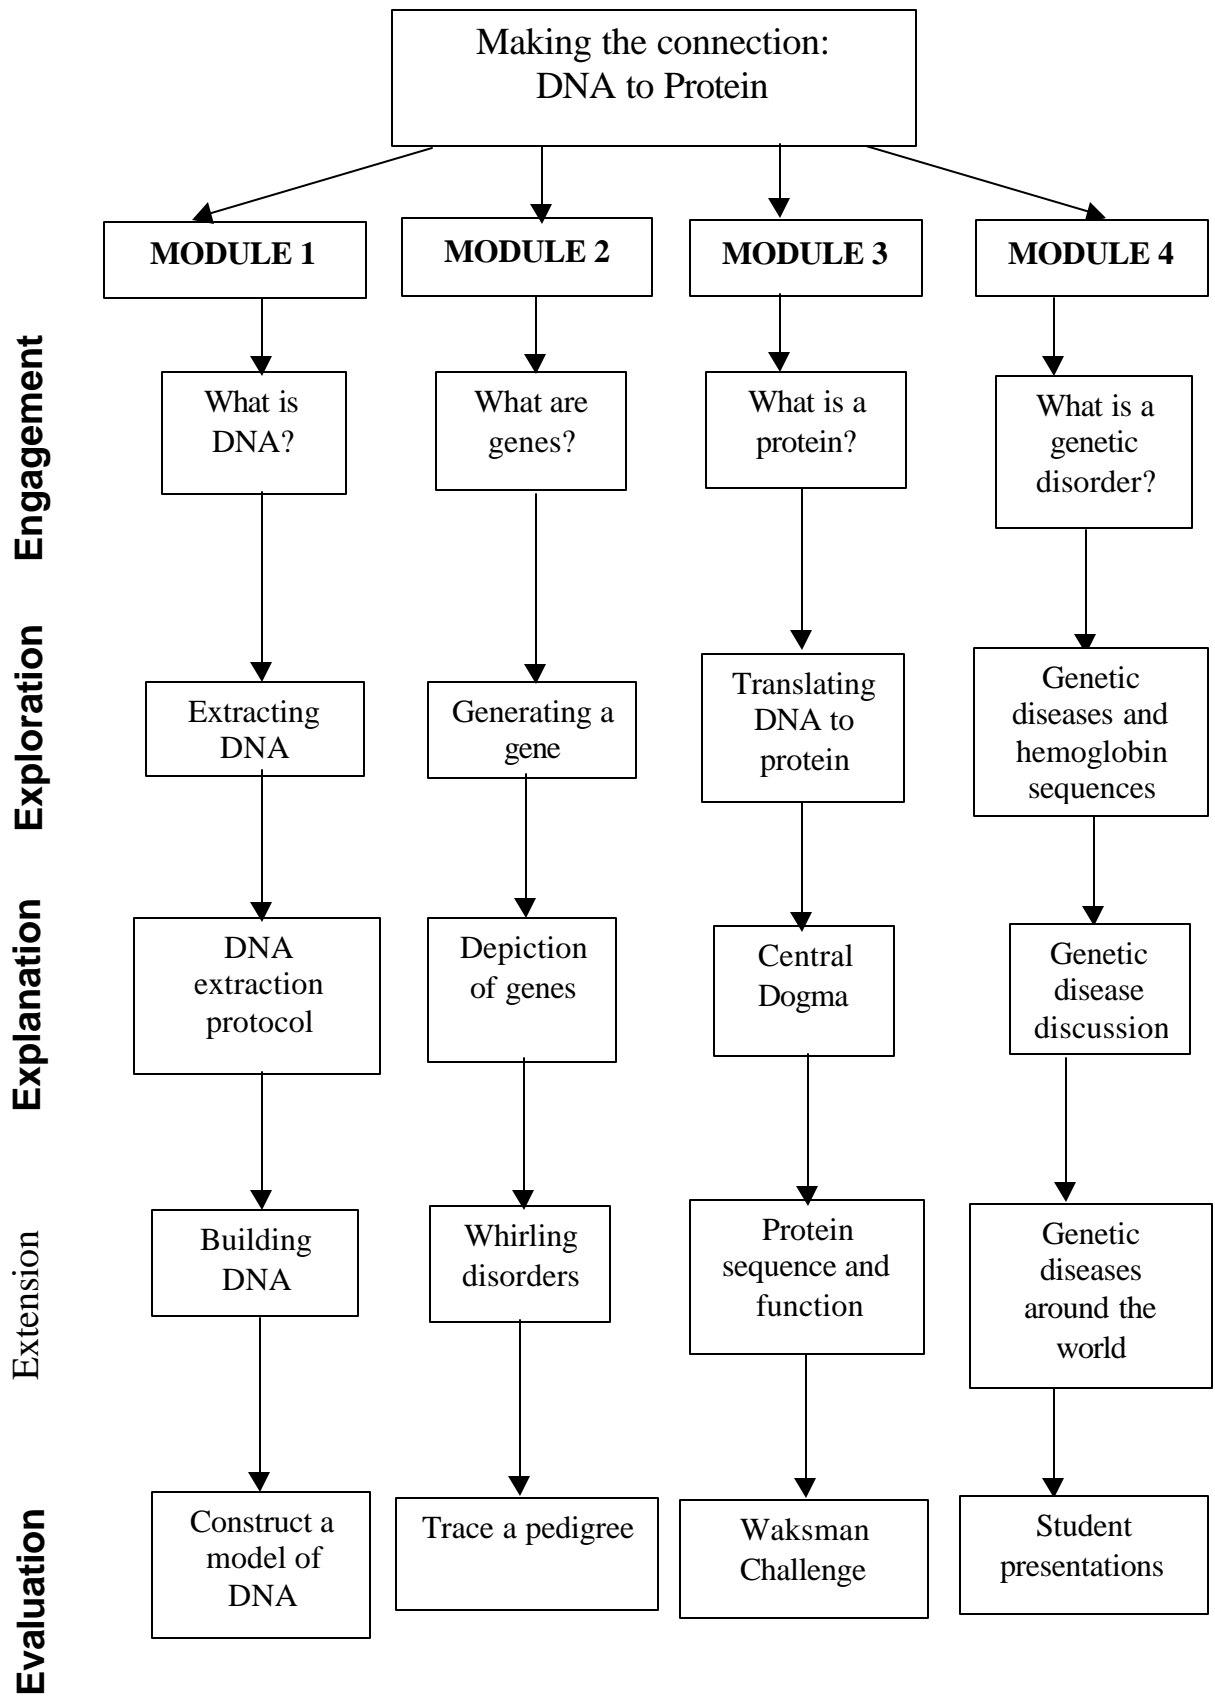 Making the connection:
DNA to Protein
MODULE 1
MODULE 2
MODULE 3
MODULE 4
Engagement
What is
DNA?
What are
genes?
What is a
protein?
What is a
genetic
disorder?
Exploration
Extracting
DNA
Generating a
gene
Translating
DNA to
protein
Genetic
diseases and
hemoglobin
sequences
Explanation
DNA
extraction
protocol
Depiction
of genes
Central
Dogma
Genetic
disease
discussion
Extension
Building
DNA
Whirling
disorders
Protein
sequence and
function
Genetic
diseases
around the
world
Evaluation
Construct a
model of
DNA
Trace a pedigree
Waksman
Challenge
Student
presentations